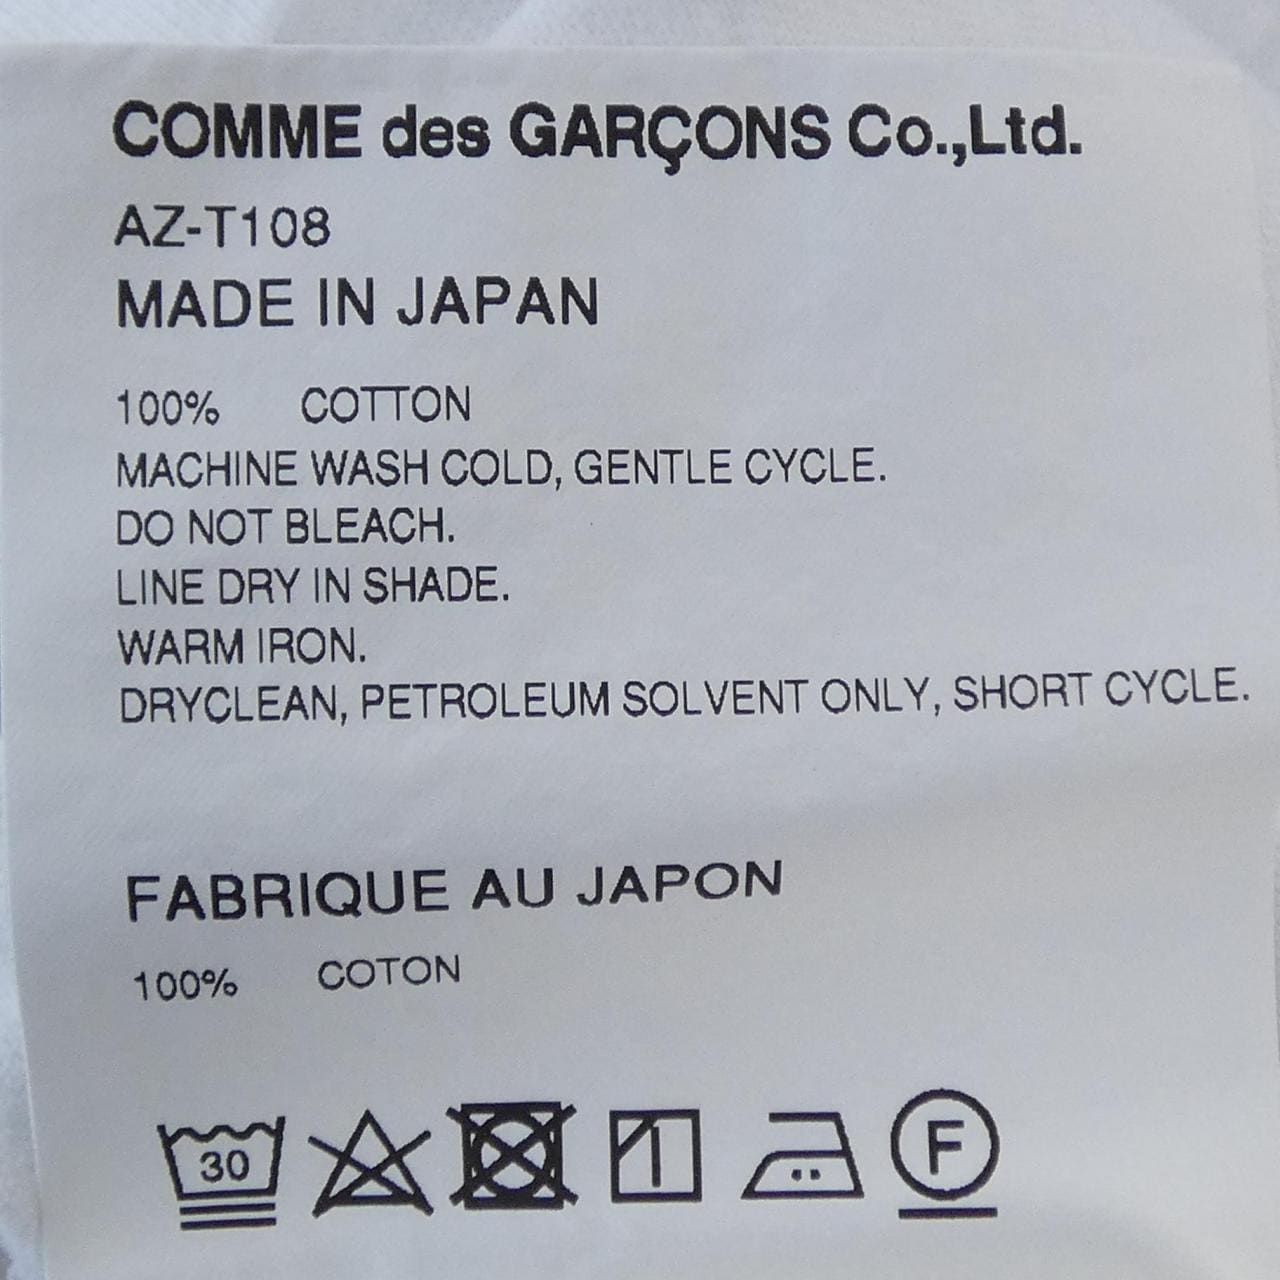 COMME des GARÇONS Co.,Ltd.
AZ-T108
MADE IN JAPAN
100% COTTON
MACHINE WASH COLD, GENTLE CYCLE.
DO NOT BLEACH.
LINE DRY IN SHADE.
WARM IRON.
DRYCLEAN, PETROLEUM SOLVENT ONLY, SHORT CYCLE.
FABRIQUE AU JAPON
100% COTON
30 F